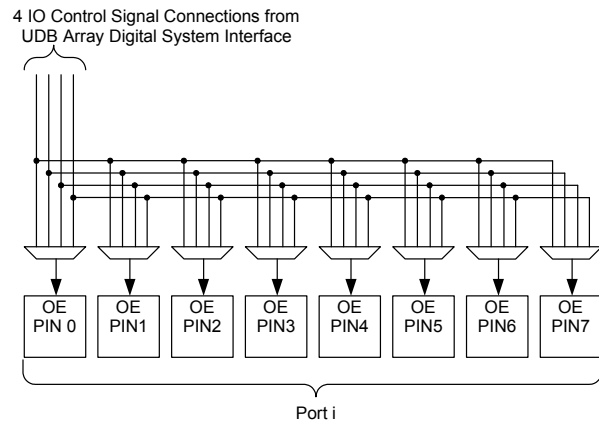 4 IO Control Signal Connections from
UDB Array Digital System Interface
OE
PIN 0
OE
PIN1
OE
PIN2
OE
PIN3
OE
PIN4
OE
PIN5
OE
PIN6
OE
PIN7
Port i